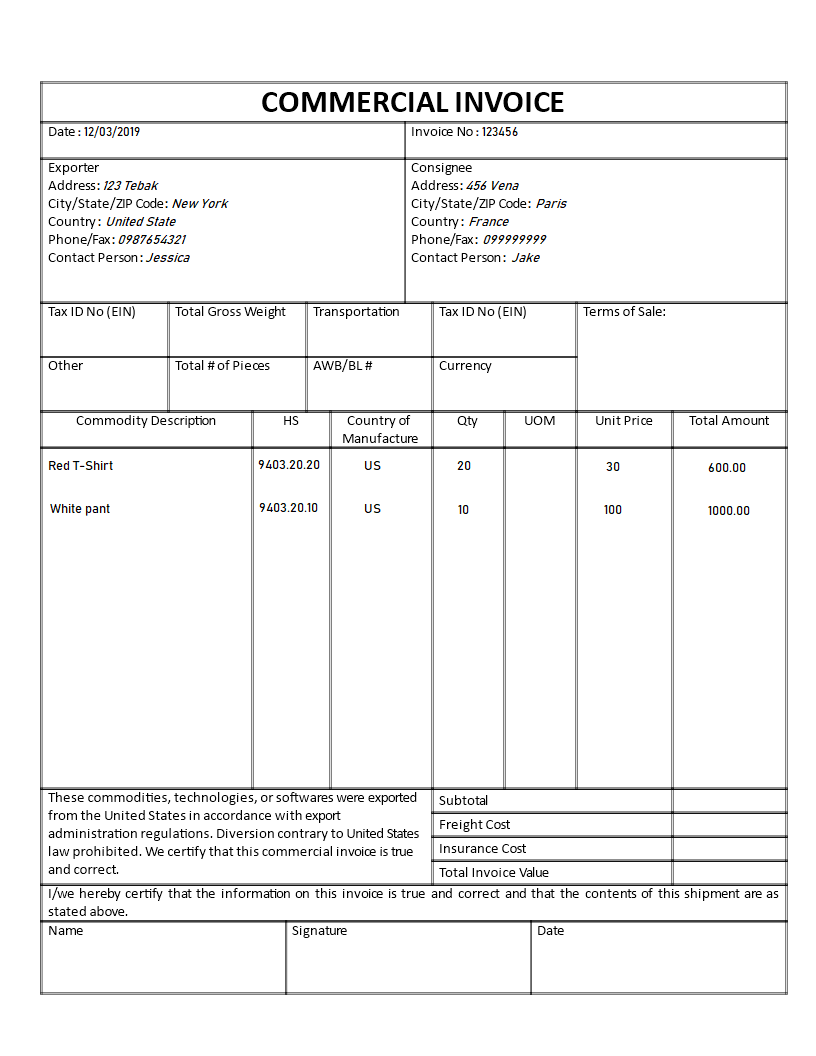 COMMERCIAL INVOICE
Date : 12/03/2019 Invoice No : 123456
Exporter
Address: 123 Tebak
City/State/ZIP Code: New York
Country : United State
Phone/Fax: 0987654321
Contact Person: Jessica
Consignee
Address: 456 Vena
City/State/ZIP Code: Paris
Country : France
Phone/Fax: 099999999
Contact Person: Jake
Tax ID No (EIN) Total Gross Weight Transportation Tax ID No (EIN) Terms of Sale:
Other Total # of Pieces AWB/BL # Currency
Commodity Description HS Country of Manufacture Qty UOM Unit Price Total Amount
Red T-Shirt 9403.20.20 US 20 30 600.00
White pant 9403.20.10 US 10 100 1000.00
These commodities, technologies, or softwares were exported
from the United States in accordance with export
administration regulations. Diversion contrary to United States
law prohibited. We certify that this commercial invoice is true
and correct.
Subtotal
Freight Cost
Insurance Cost
Total Invoice Value
I/we hereby certify that the information on this invoice is true and correct and that the contents of this shipment are as
stated above.
Name Signature Date